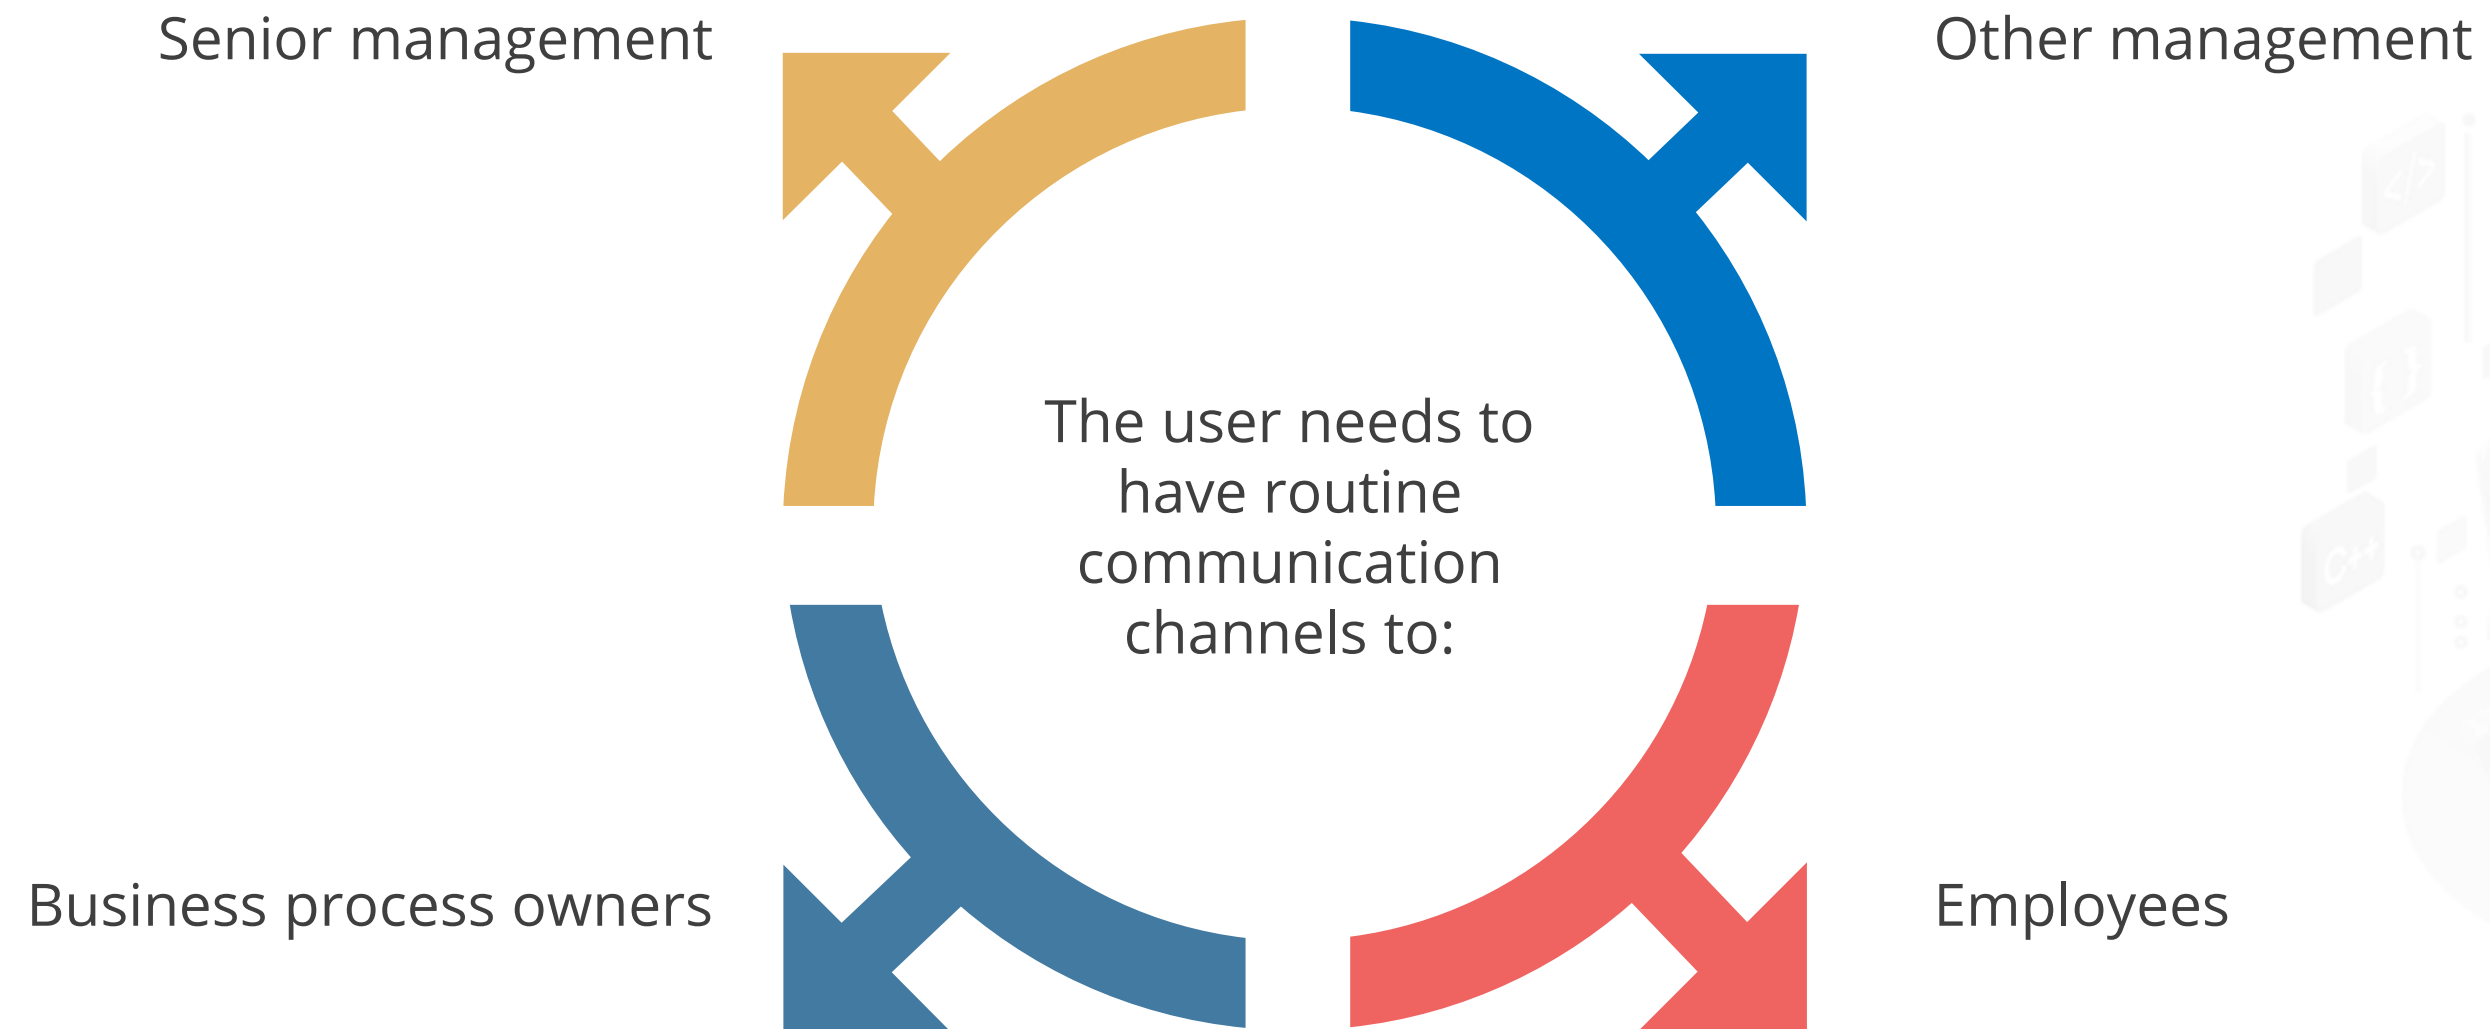 Senior management
Other management
The user needs to
have routine
communication
channels to:
Business process owners
Employees
</>
{ }
C++